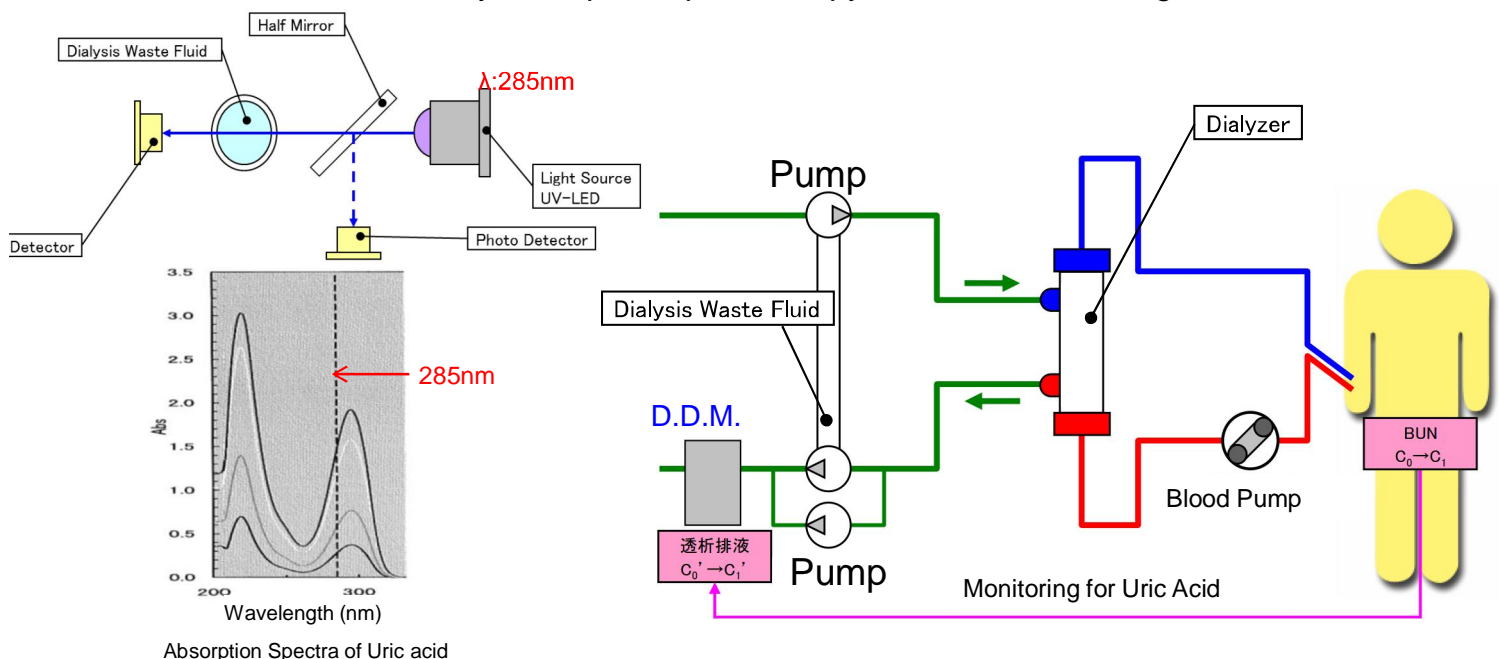 Half Mirror
Dialysis Waste Fluid
λ:285nm
Light Source
UV-LED
Detector
Photo Detector
3.5
3.0
2.5
2.0
1.5
1.0
0.5
0.0
Abs
285nm
200
300
Wavelength (nm)
Absorption Spectra of Uric acid
Dialyzer
Pump
Dialysis Waste Fluid
D.D.M.
BUN
C₀→C₁
Blood Pump
透析排液
C₀'→C₁'
Pump
Monitoring for Uric Acid